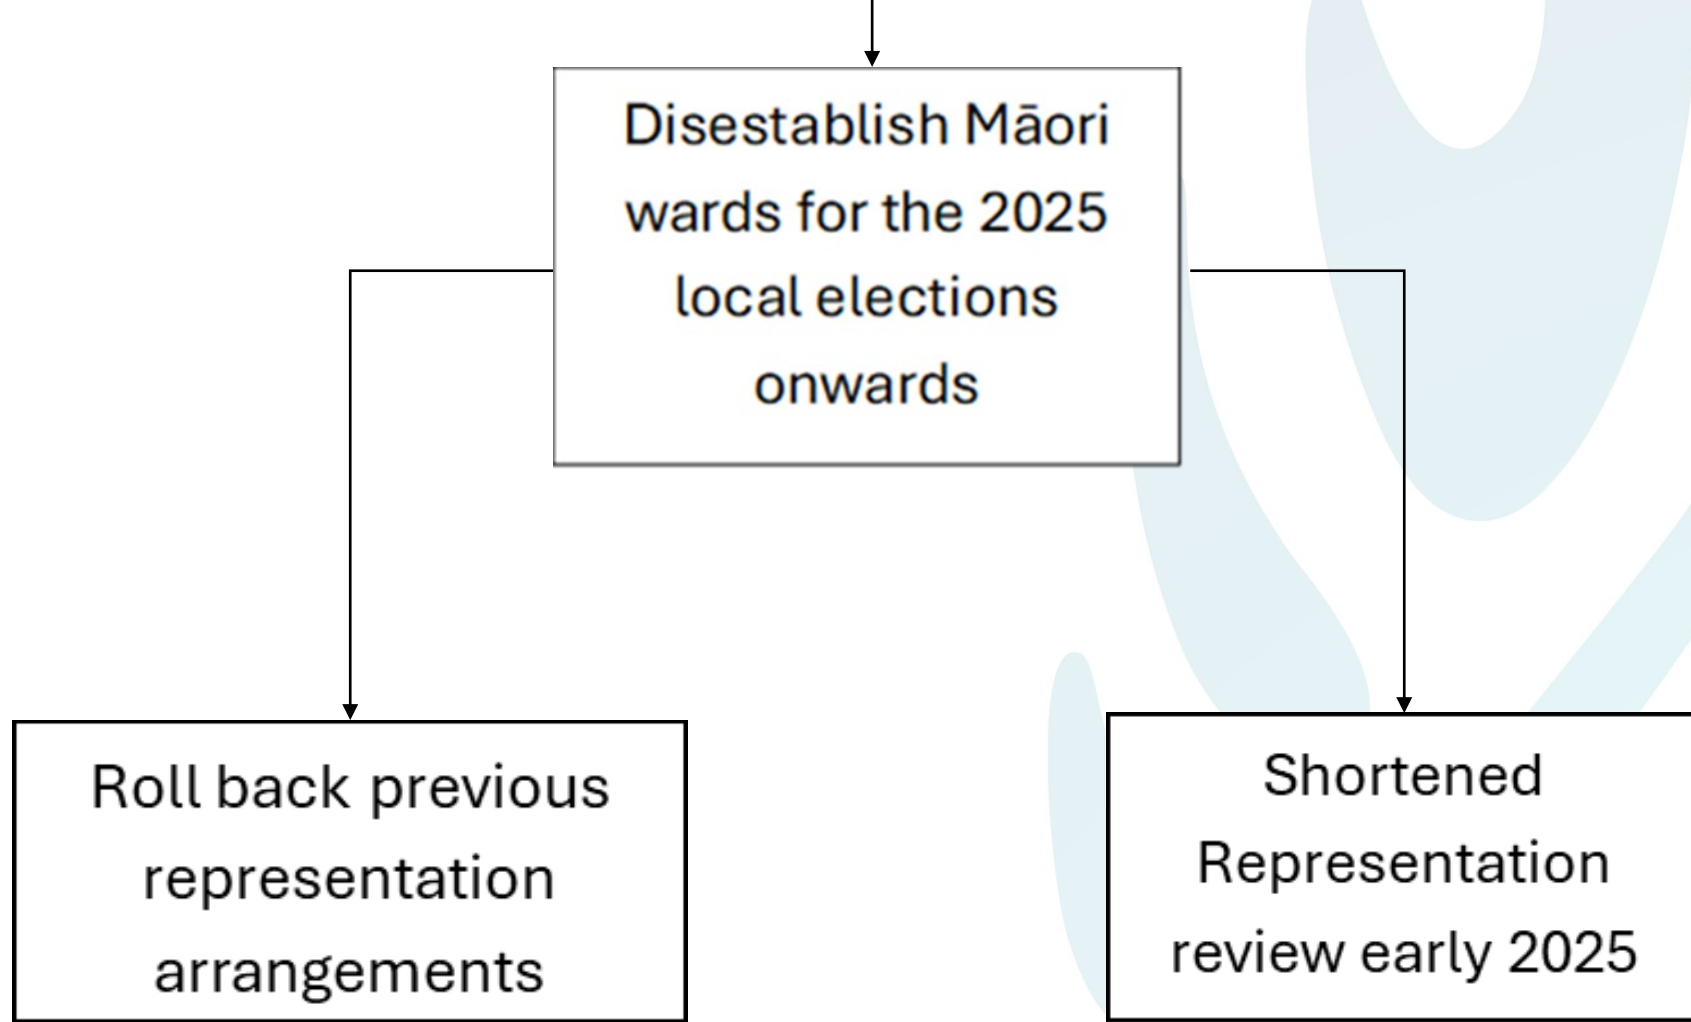 Disestablish Māori
wards for the 2025
local elections
onwards
Roll back previous
representation
arrangements
Shortened
Representation
review early 2025